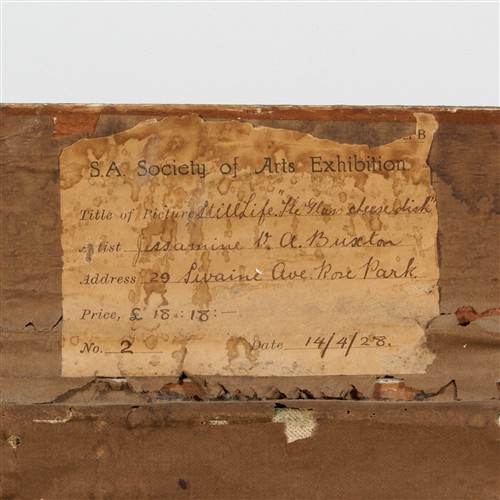 B
S.A. Society of Arts Exhibition
Title of Picture Still Life. "The Glass cheese dish"
Artist Jessamine V. A. Buxton
Address 29 Swaine Ave. Rose Park
Price, £ 18 : 18 : —
No. 2 Date 14/4/28.